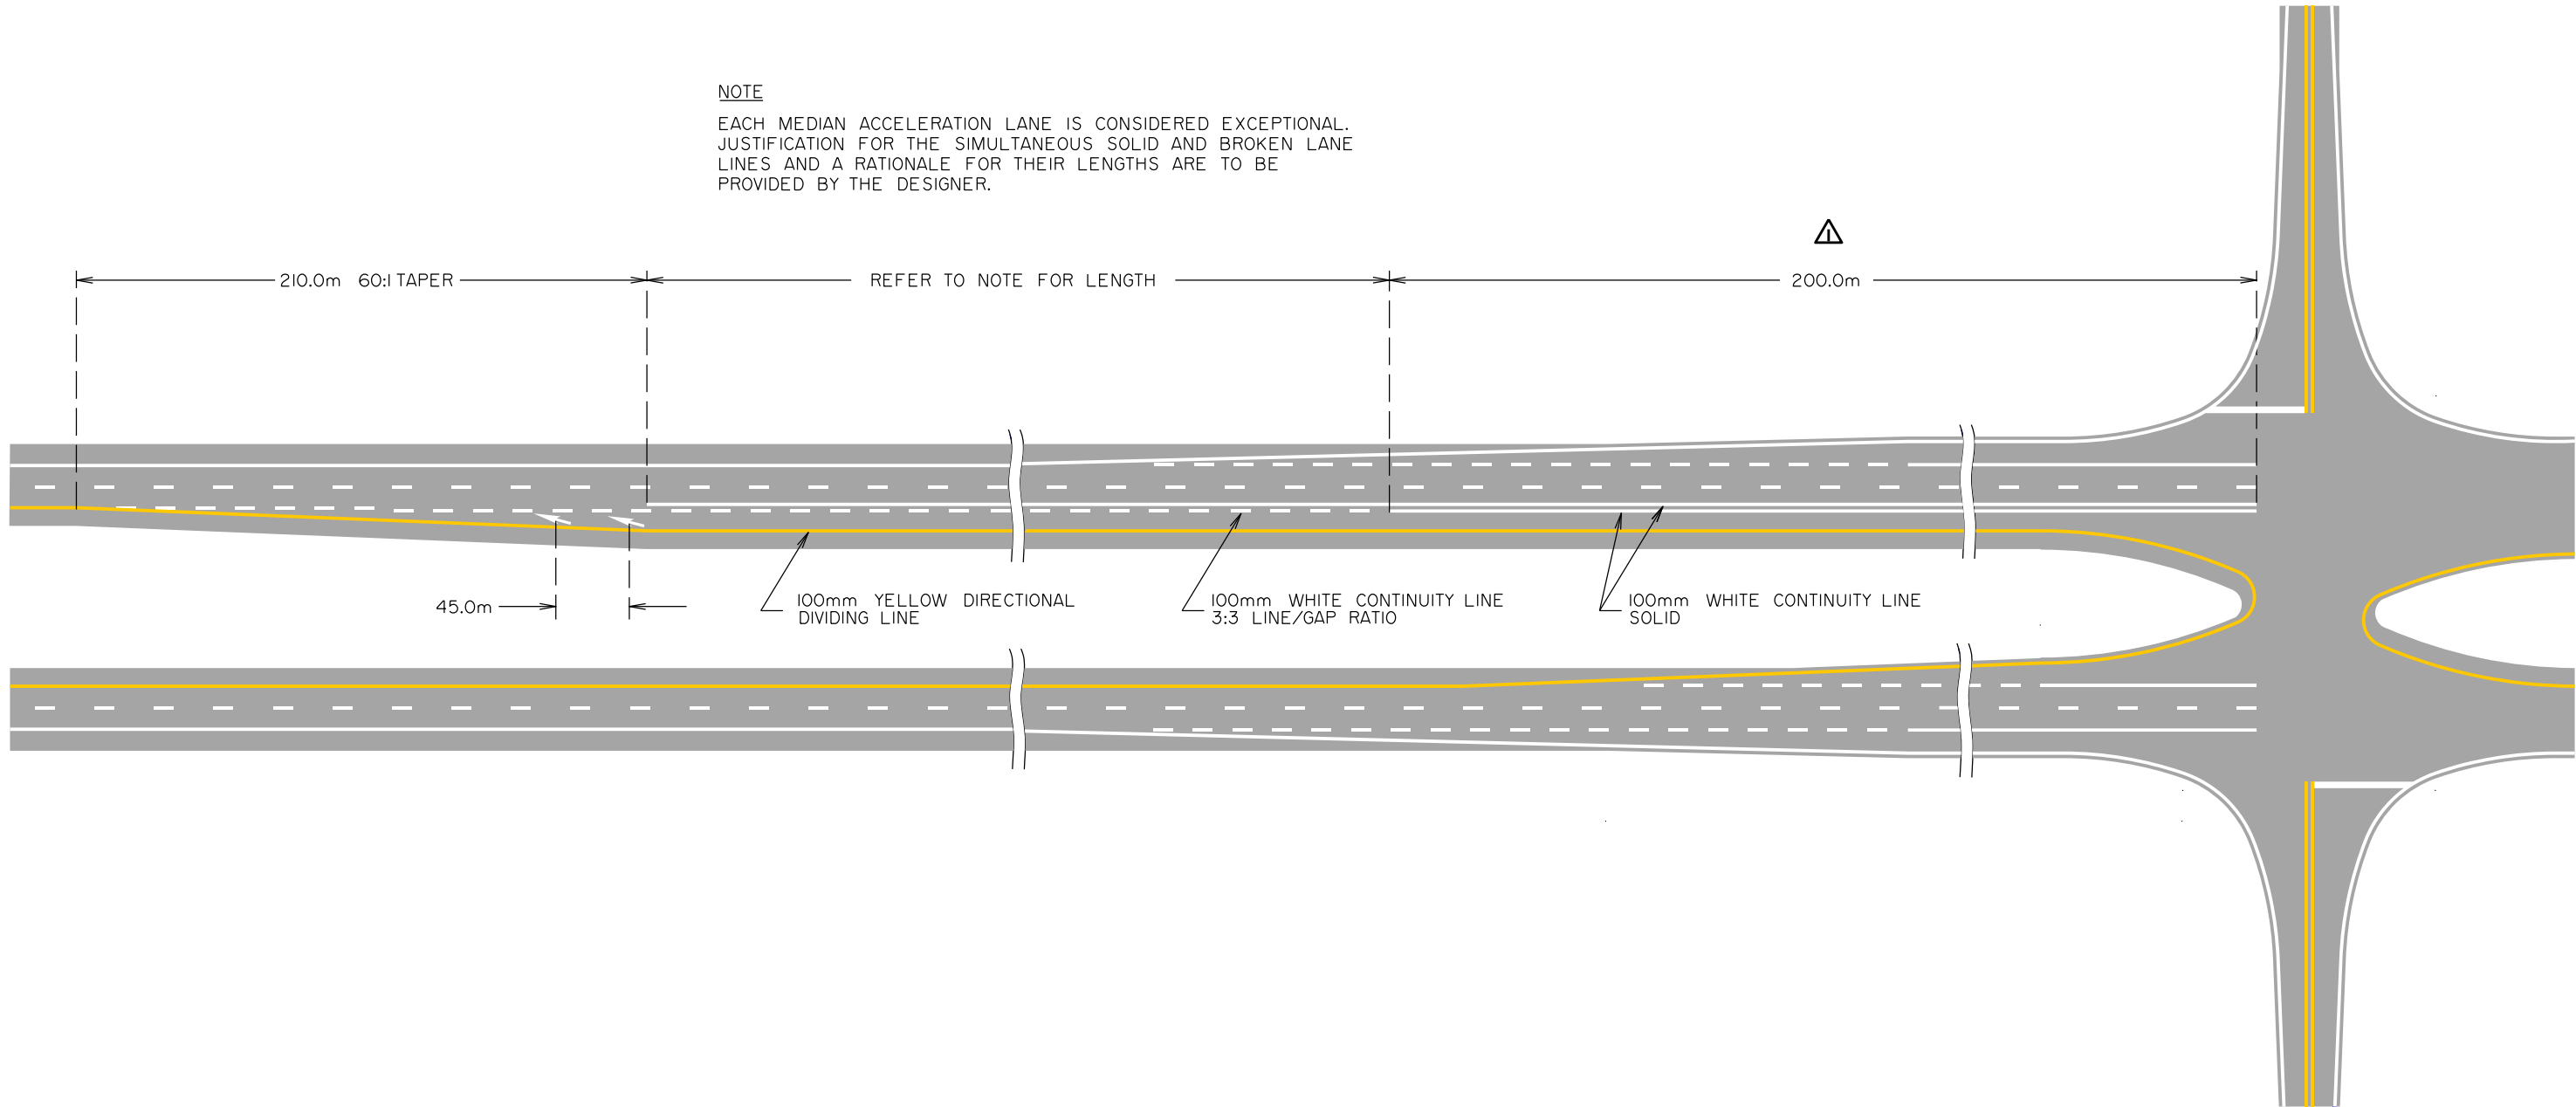 NOTE
EACH MEDIAN ACCELERATION LANE IS CONSIDERED EXCEPTIONAL.
JUSTIFICATION FOR THE SIMULTANEOUS SOLID AND BROKEN LANE
LINES AND A RATIONALE FOR THEIR LENGTHS ARE TO BE
PROVIDED BY THE DESIGNER.
1
210.0m 60:1 TAPER
REFER TO NOTE FOR LENGTH
200.0m
45.0m
100mm YELLOW DIRECTIONAL
DIVIDING LINE
100mm WHITE CONTINUITY LINE
3:3 LINE/GAP RATIO
100mm WHITE CONTINUITY LINE
SOLID